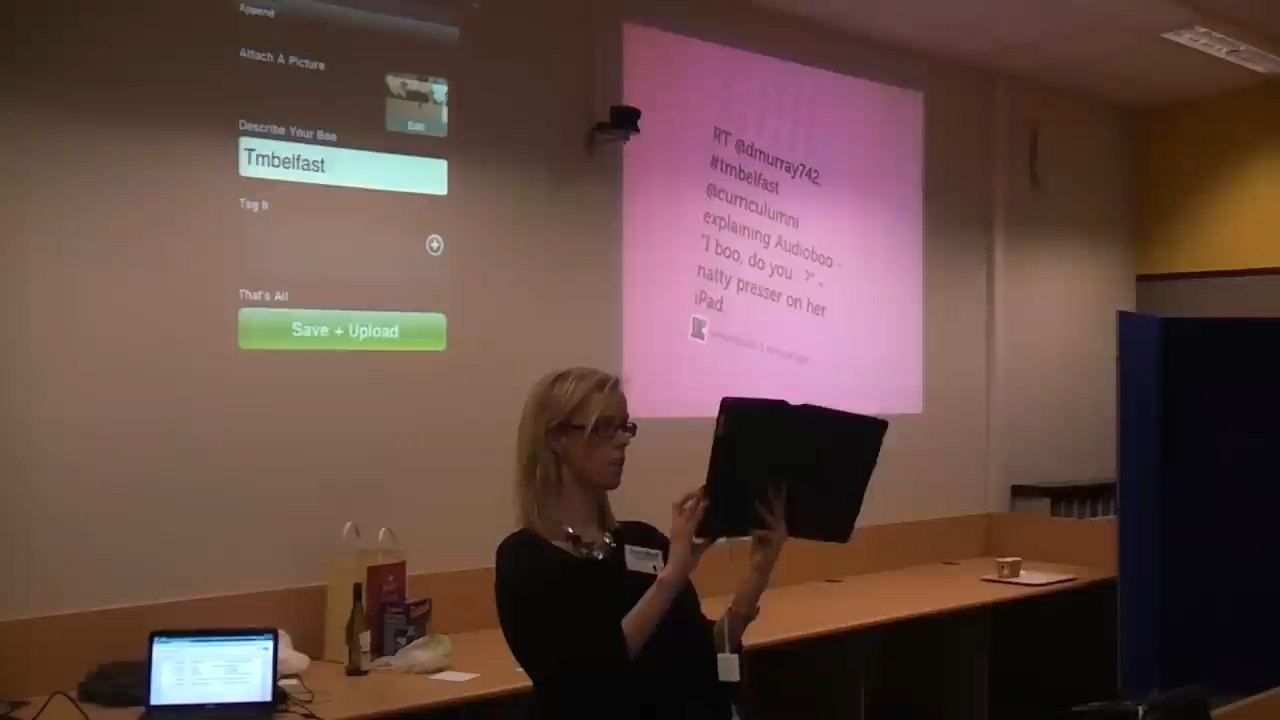 Append
Attach A Picture
Edit
Describe Your Boo
Tmbelfast
Tag It
That's All
Save + Upload
RT @dmurray742:
#tmbelfast
@curriculumni
explaining Audioboo -
"I boo, do you ..?" -
natty presser on her
iPad